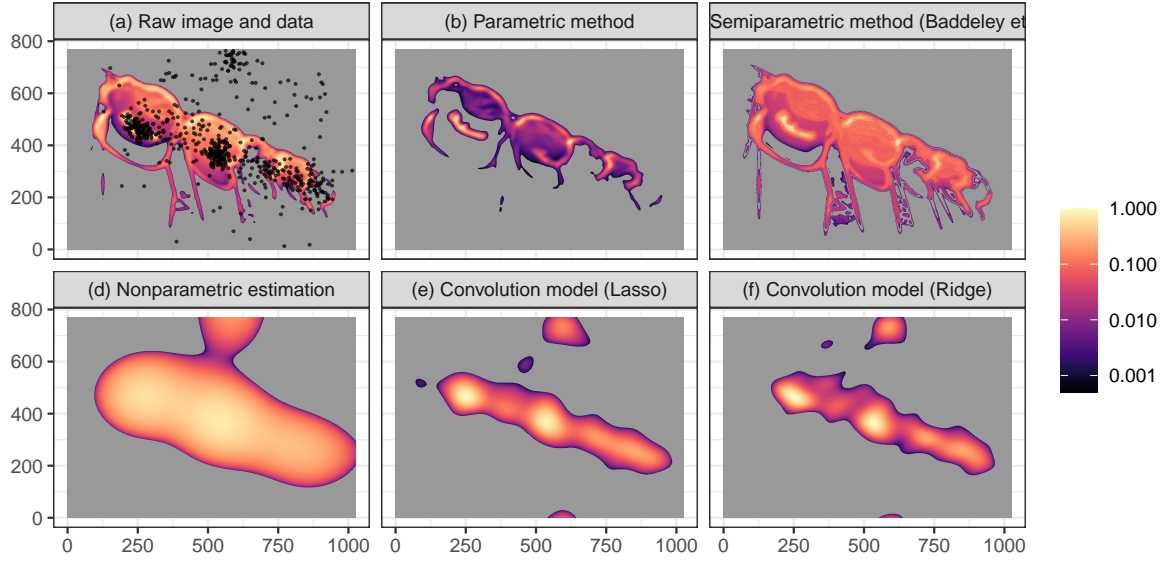 (a) Raw image and data
(b) Parametric method
Semiparametric method (Baddeley et
800
600
400
200
0
1.000
0.100
0.010
0.001
(d) Nonparametric estimation
(e) Convolution model (Lasso)
(f) Convolution model (Ridge)
800
600
400
200
0
0 250 500 750 1000
0 250 500 750 1000
0 250 500 750 1000